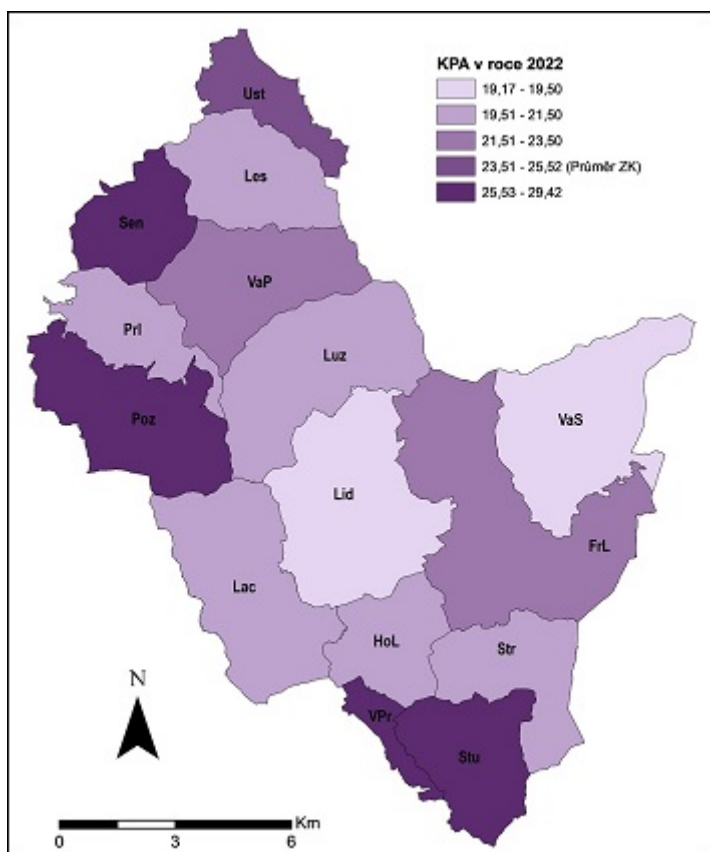 KPA v roce 2022
19,17 - 19,50
19,51 - 21,50
21,51 - 23,50
23,51 - 25,52 (Průměr ZK)
25,53 - 29,42
Ust
Les
Sen
VaP
Prl
Luz
Poz
VaS
Lid
FrL
Lac
HoL
Str
VPr
Stu
N
Km
0 3 6